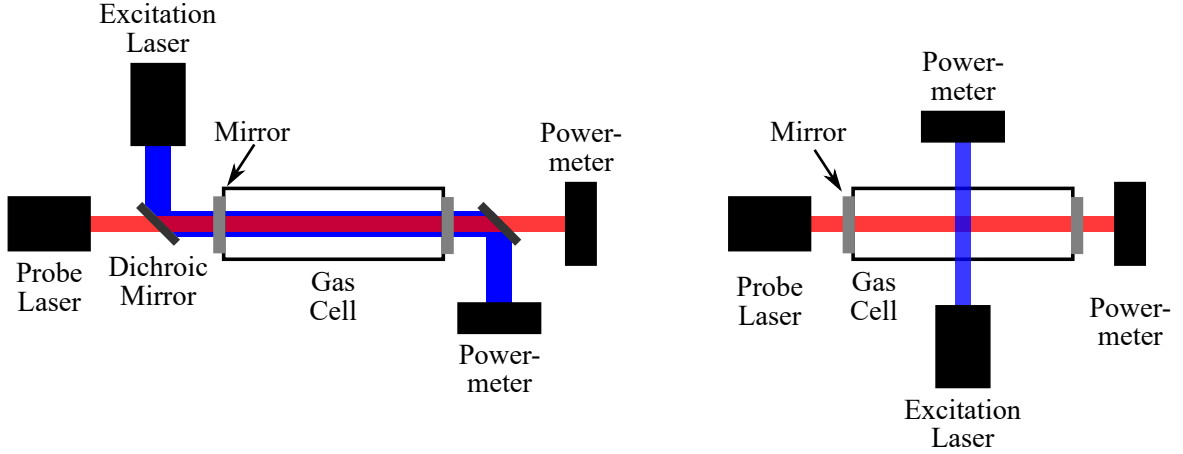 Excitation
Laser
Mirror
Power-
meter
Probe
Laser
Dichroic
Mirror
Gas
Cell
Power-
meter
Power-
meter
Mirror
Probe
Laser
Gas
Cell
Power-
meter
Excitation
Laser